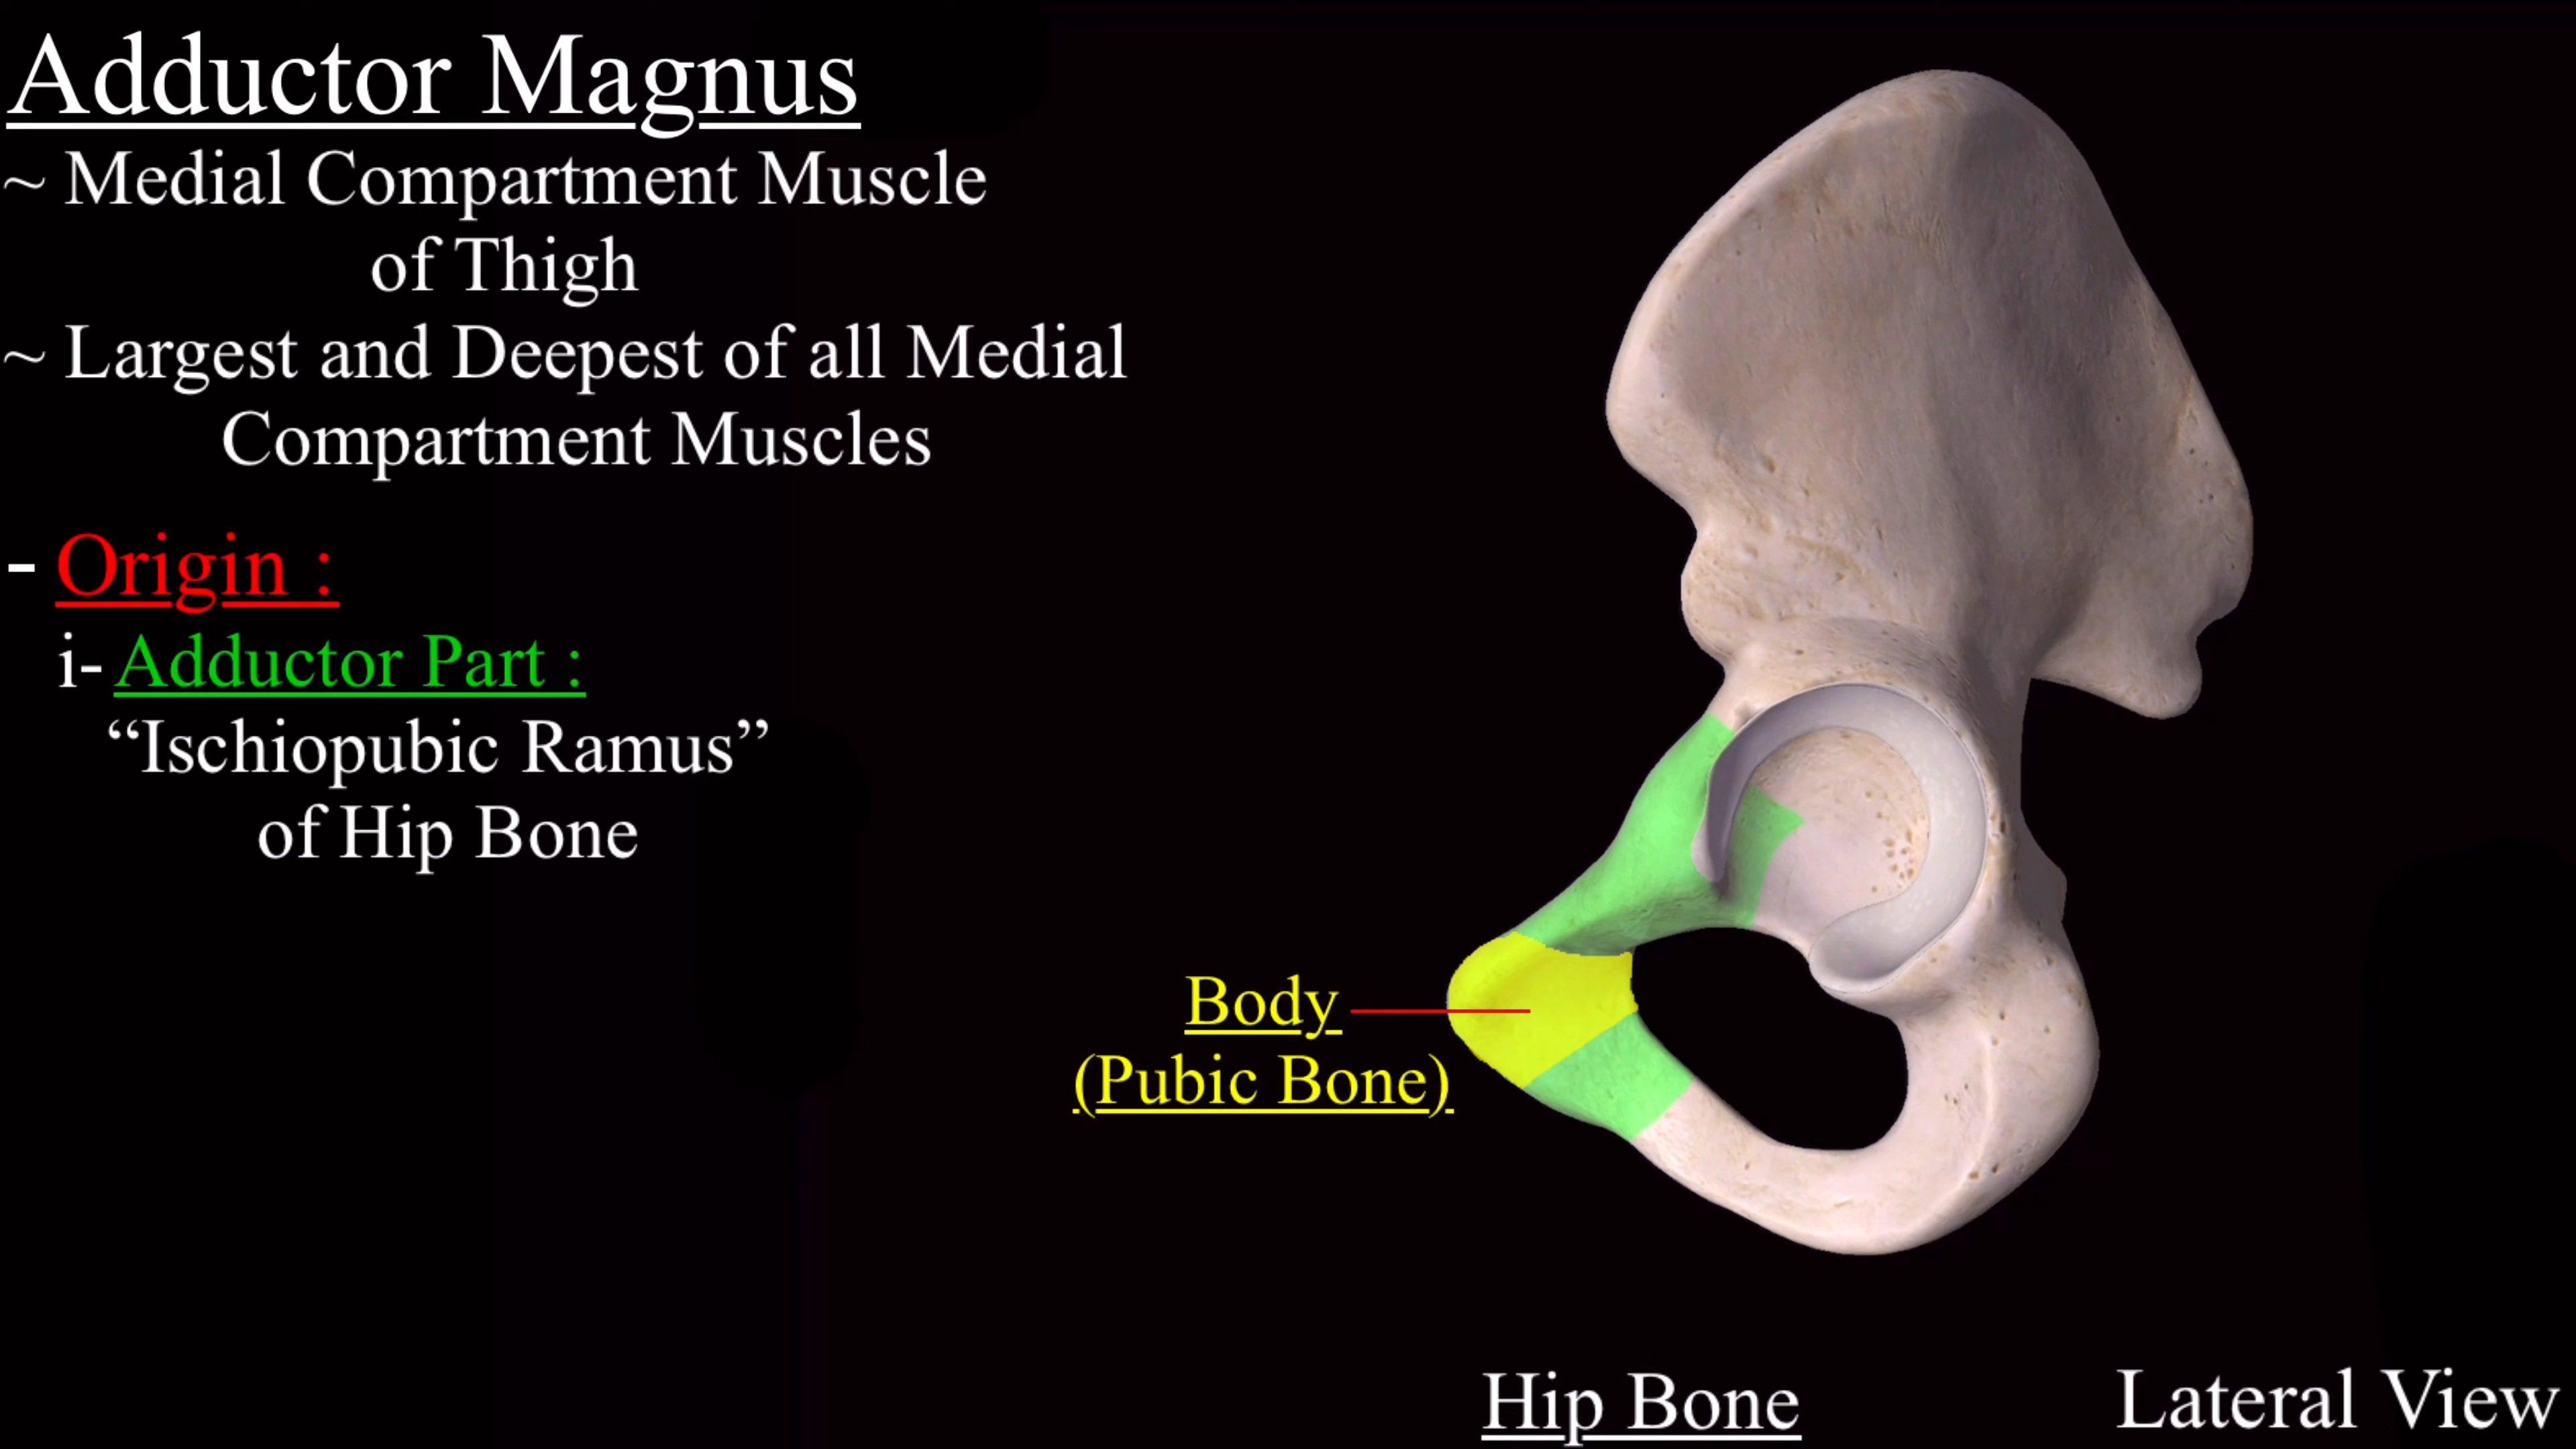 Adductor Magnus
~ Medial Compartment Muscle
of Thigh
~ Largest and Deepest of all Medial
Compartment Muscles
- Origin :
i- Adductor Part :
“Ischiopubic Ramus”
of Hip Bone
Body
(Pubic Bone)
Hip Bone
Lateral View